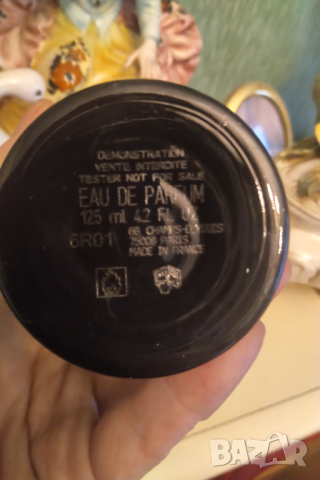 DEMONSTRATION
VENTE INTERDITE
TESTER NOT FOR SALE
EAU DE PARFUM
125 ml 4.2 Fl. Oz
68 CHAMPS-ELYSEES
6R01 75008 PARIS
MADE IN FRANCE
BAZAR